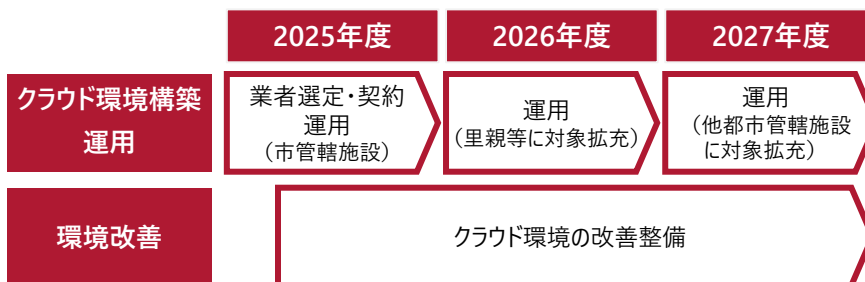 2025年度
2026年度
2027年度
クラウド環境構築
運用
業者選定・契約
運用
(市管轄施設)
運用
(里親等に対象拡充)
運用
(他都市管轄施設
に対象拡充)
環境改善
クラウド環境の改善整備